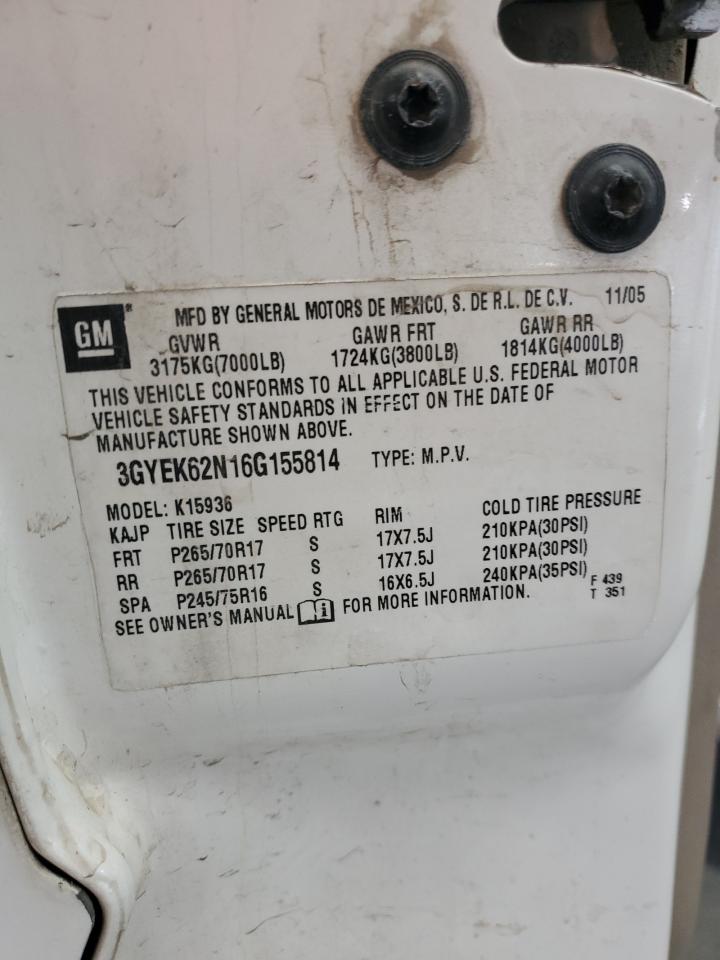 GM® MFD BY GENERAL MOTORS DE MEXICO, S. DE R.L. DE C.V. 11/05
GVWR GAWR FRT GAWR RR
3175KG(7000LB) 1724KG(3800LB) 1814KG(4000LB)
THIS VEHICLE CONFORMS TO ALL APPLICABLE U.S. FEDERAL MOTOR
VEHICLE SAFETY STANDARDS IN EFFECT ON THE DATE OF
MANUFACTURE SHOWN ABOVE.
3GYEK62N16G155814 TYPE: M.P.V.
MODEL: K15936
KAJP TIRE SIZE SPEED RTG RIM COLD TIRE PRESSURE
FRT P265/70R17 S 17X7.5J 210KPA(30PSI)
RR P265/70R17 S 17X7.5J 210KPA(30PSI)
SPA P245/75R16 S 16X6.5J 240KPA(35PSI) F 439
SEE OWNER'S MANUAL FOR MORE INFORMATION. T 351